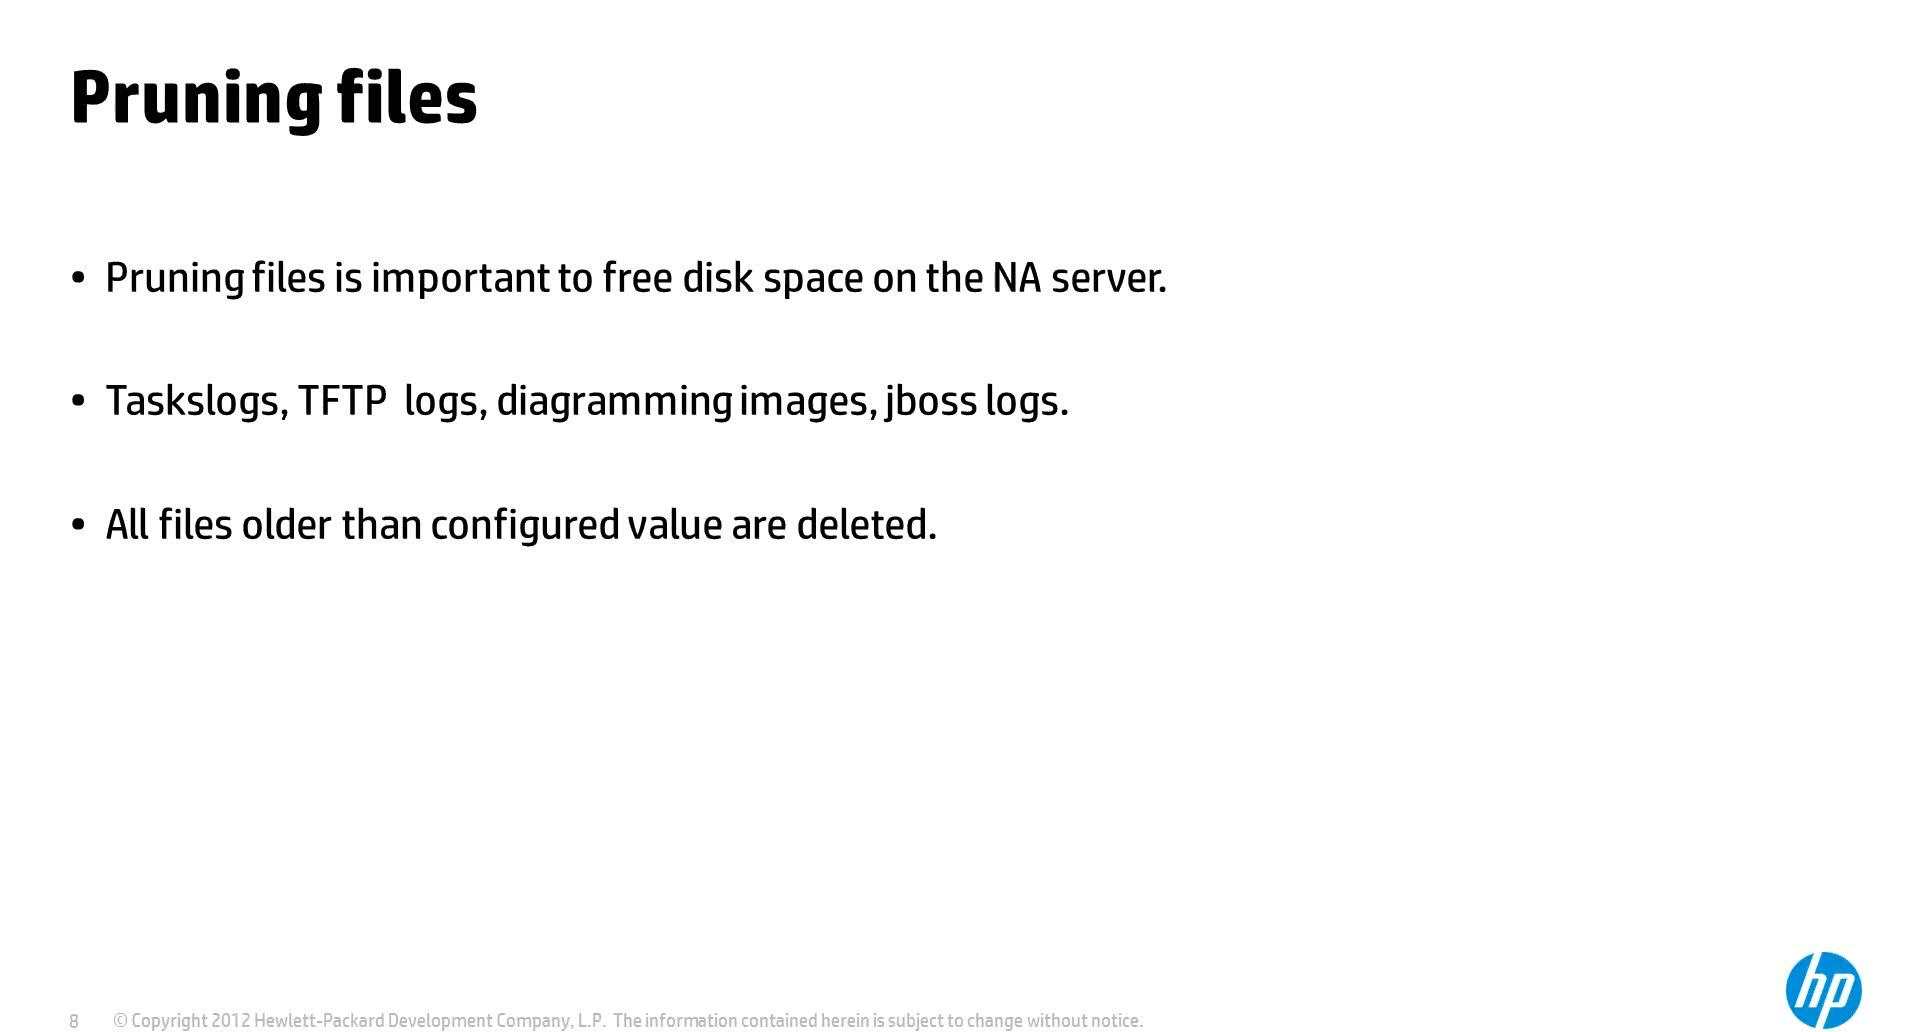 Pruning files
• Pruning files is important to free disk space on the NA server.
• Taskslogs, TFTP  logs, diagramming images, jboss logs.
• All files older than configured value are deleted.
hp
8 © Copyright 2012 Hewlett-Packard Development Company, L.P.  The information contained herein is subject to change without notice.